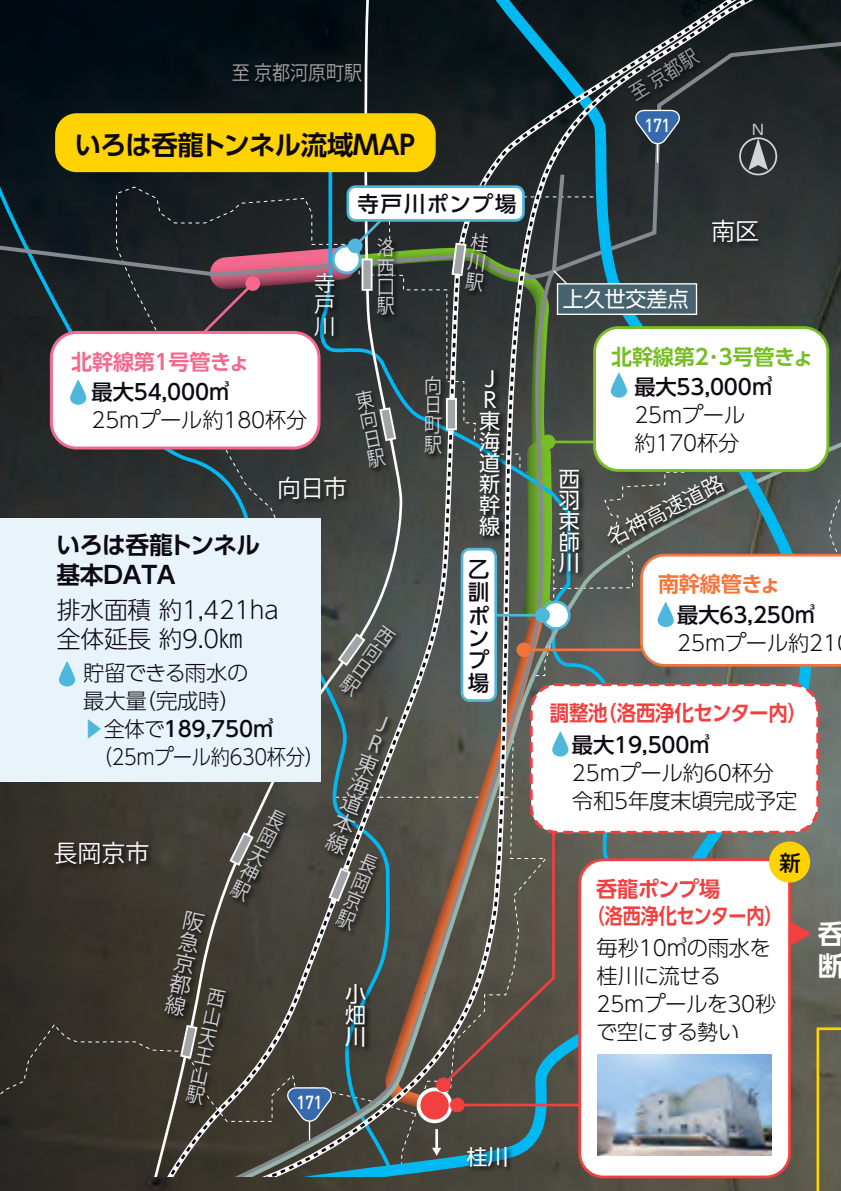 至 京都河原町駅
至 京都駅
171
いろは呑龍トンネル流域MAP
N
寺戸川ポンプ場
南区
洛西口駅
桂川駅
寺戸川
上久世交差点
北幹線第1号管きょ
最大54,000㎥
25mプール約180杯分
北幹線第2・3号管きょ
最大53,000㎥
25mプール
約170杯分
東向日駅
向日町駅
JR東海道新幹線
向日市
西羽束師川
名神高速道路
いろは呑龍トンネル
基本DATA
排水面積 約1,421ha
全体延長 約9.0㎞
貯留できる雨水の
最大量(完成時)
▶全体で189,750㎥
(25mプール約630杯分)
乙訓ポンプ場
南幹線管きょ
最大63,250㎥
25mプール約210
西向日駅
JR東海道本線
調整池(洛西浄化センター内)
最大19,500㎥
25mプール約60杯分
令和5年度末頃完成予定
長岡京市
長岡天神駅
長岡京駅
新
呑龍ポンプ場
(洛西浄化センター内)
毎秒10㎥の雨水を
桂川に流せる
25mプールを30秒
で空にする勢い
呑
断
阪急京都線
西山天王山駅
小畑川
171
桂川